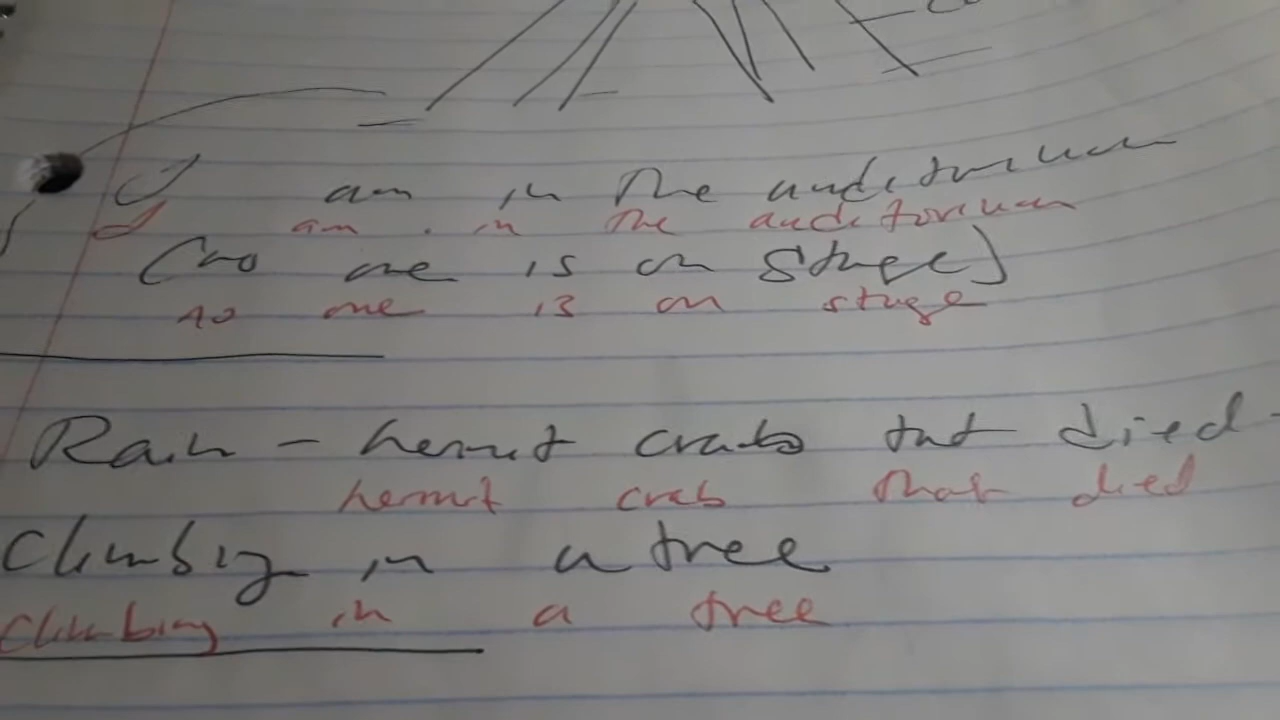 I am in the auditorium
I am in the auditorium
(no one is on stage)
no one is on stage
Rain - hermit crabs that died
hermit crab that died
Climbing in a tree
Climbing in a tree